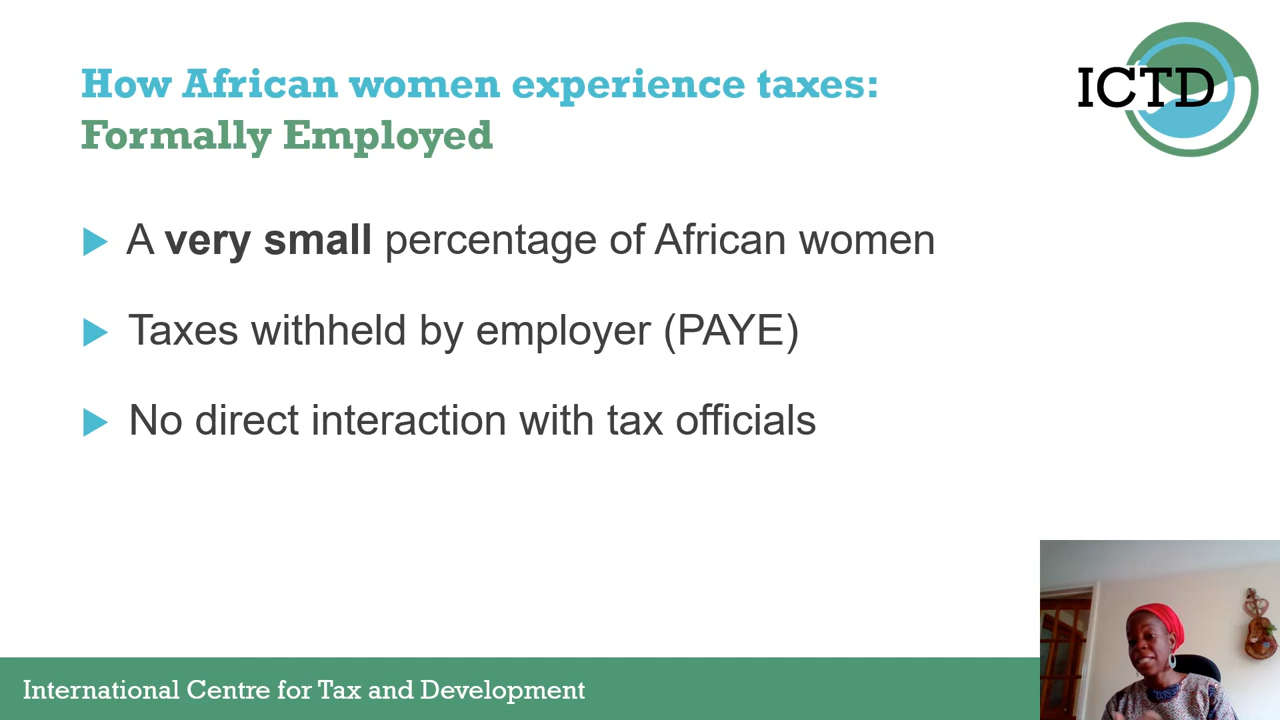 How African women experience taxes:
Formally Employed
ICTD
A very small percentage of African women
Taxes withheld by employer (PAYE)
No direct interaction with tax officials
International Centre for Tax and Development